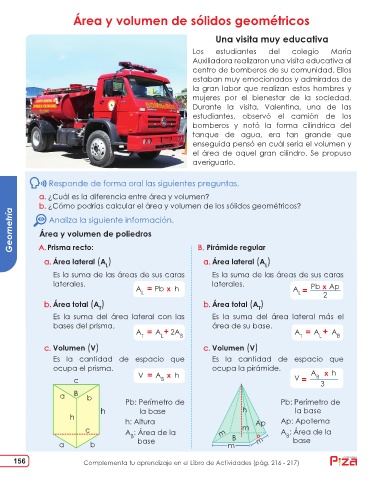 Área y volumen de sólidos geométricos
Una visita muy educativa
Los estudiantes del colegio María
Auxiliadora realizaron una visita educativa al
centro de bomberos de su comunidad. Ellos
estaban muy emocionados y admirados de
la gran labor que realizan estos hombres y
mujeres por el bienestar de la sociedad.
Durante la visita, Valentina, una de las
estudiantes, observó el camión de los
bomberos y notó la forma cilíndrica del
tanque de agua, era tan grande que
enseguida pensó en cuál sería el volumen y
el área de aquel gran cilindro. Se propuso
averiguarlo.
Responde de forma oral las siguientes preguntas.
a. ¿Cuál es la diferencia entre área y volumen?
b. ¿Cómo podrías calcular el área y volumen de los sólidos geométricos?
Analiza la siguiente información.
Geometría
Área y volumen de poliedros
A. Prisma recto:
a. Área lateral (A_L)
Es la suma de las áreas de sus caras
laterales.
A_L = Pb x h
b. Área total (A_T)
Es la suma del área lateral con las
bases del prisma.
A_T = A_L + 2A_B
c. Volumen (V)
Es la cantidad de espacio que
ocupa el prisma.
V = A_B x h
c
a B b
h
h
c
a b
Pb: Perímetro de
la base
h: Altura
A_B: Área de la
base
B. Pirámide regular
a. Área lateral (A_L)
Es la suma de las áreas de sus caras
laterales.
A_L = Pb x Ap
2
b. Área total (A_T)
Es la suma del área lateral más el
área de su base.
A_T = A_L + A_B
c. Volumen (V)
Es la cantidad de espacio que
ocupa la pirámide.
V = A_B x h
3
h
Ap
m m
B
m m
Pb: Perímetro de
la base
Ap: Apotema
A_B: Área de la
base
156
Complementa tu aprendizaje en el Libro de Actividades (pág. 216 - 217)